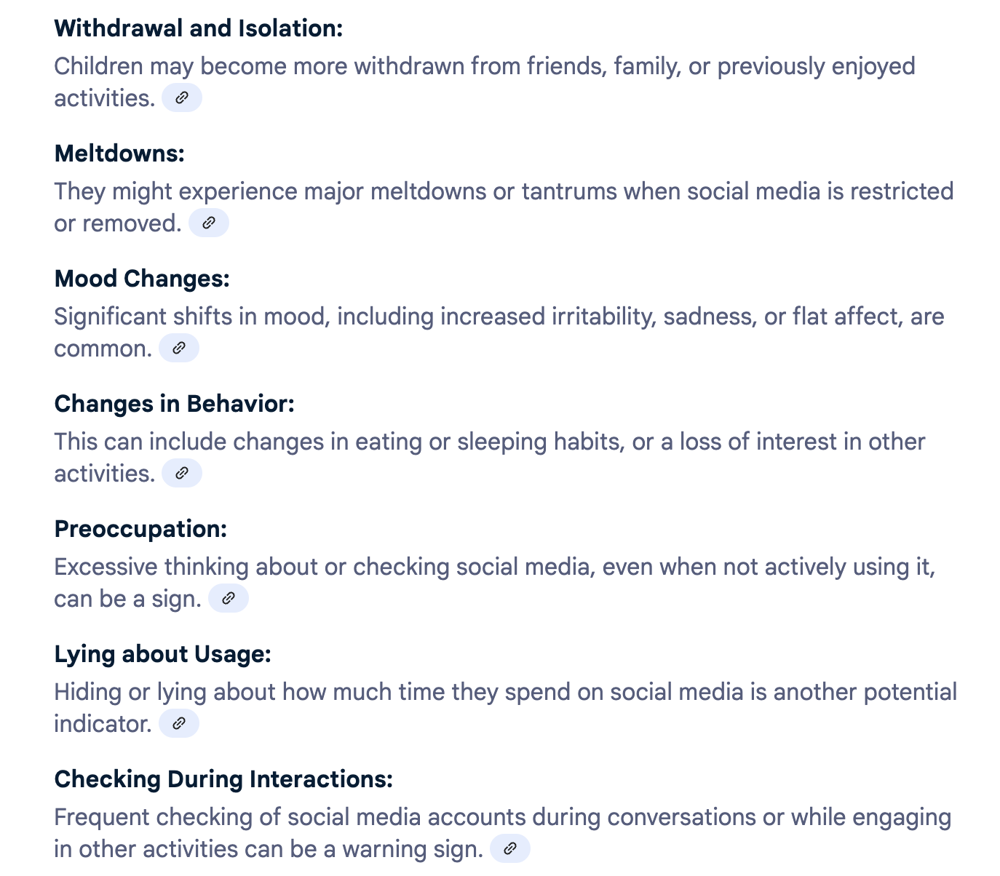 Withdrawal and Isolation:
Children may become more withdrawn from friends, family, or previously enjoyed
activities.
Meltdowns:
They might experience major meltdowns or tantrums when social media is restricted
or removed.
Mood Changes:
Significant shifts in mood, including increased irritability, sadness, or flat affect, are
common.
Changes in Behavior:
This can include changes in eating or sleeping habits, or a loss of interest in other
activities.
Preoccupation:
Excessive thinking about or checking social media, even when not actively using it,
can be a sign.
Lying about Usage:
Hiding or lying about how much time they spend on social media is another potential
indicator.
Checking During Interactions:
Frequent checking of social media accounts during conversations or while engaging
in other activities can be a warning sign.